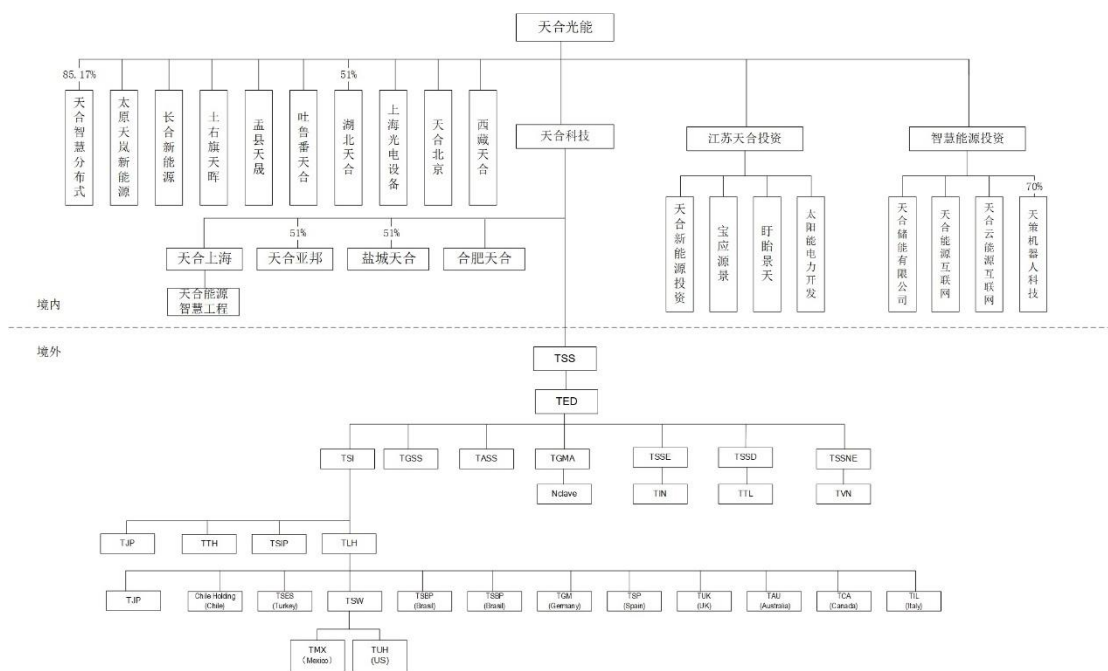 天合光能
85.17%
51%
天合智慧分布式
太原天岚新能源
长合新能源
土右旗天晖
盂县天晟
吐鲁番天合
湖北天合
上海光电设备
天合北京
西藏天合
天合科技
江苏天合投资
智慧能源投资
70%
天合新能源投资
宝应源景
盱眙景天
太阳能电力开发
天合储能有限公司
天合能源互联网
天合云能源互联网
天策机器人科技
51%
51%
天合上海
天合亚邦
盐城天合
合肥天合
天合能源
智慧工程
境内
境外
TSS
TED
TSI
TGSS
TASS
TGMA
TSSE
TSSD
TSSNE
Nclave
TIN
TTL
TVN
TJP
TTH
TSIP
TLH
TJP
Chile Holding
(Chile)
TSES
(Turkey)
TSW
TSBP
(Brasil)
TSBP
(Brasil)
TGM
(Germany)
TSP
(Spain)
TUK
(UK)
TAU
(Australia)
TCA
(Canada)
TIL
(Italy)
TMX
(Mexico)
TUH
(US)